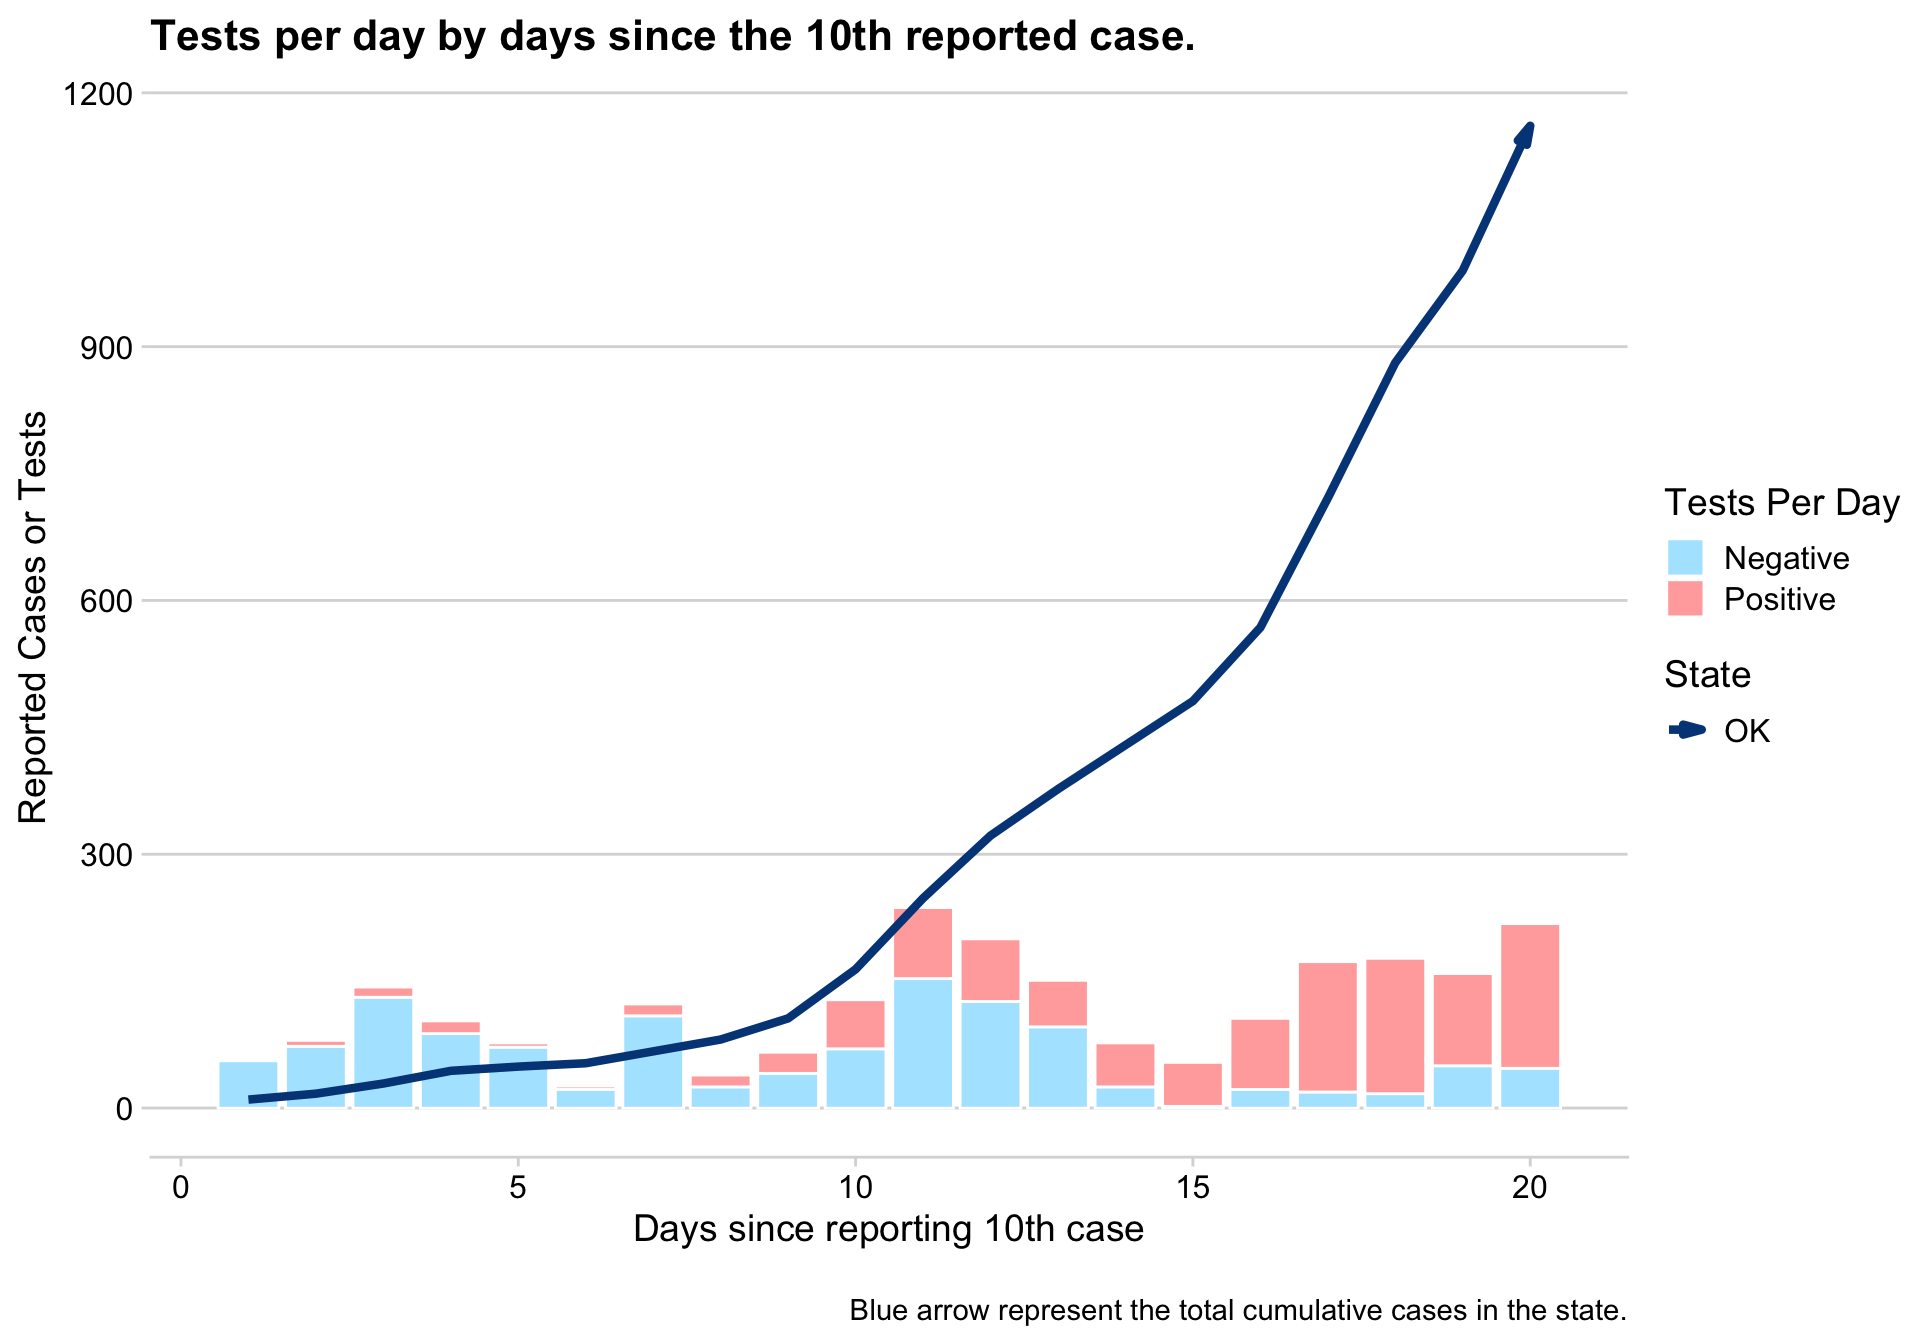 Tests per day by days since the 10th reported case.
1200
900
600
300
0
Reported Cases or Tests
0 5 10 15 20
Days since reporting 10th case
Tests Per Day
Negative
Positive
State
OK
Blue arrow represent the total cumulative cases in the state.